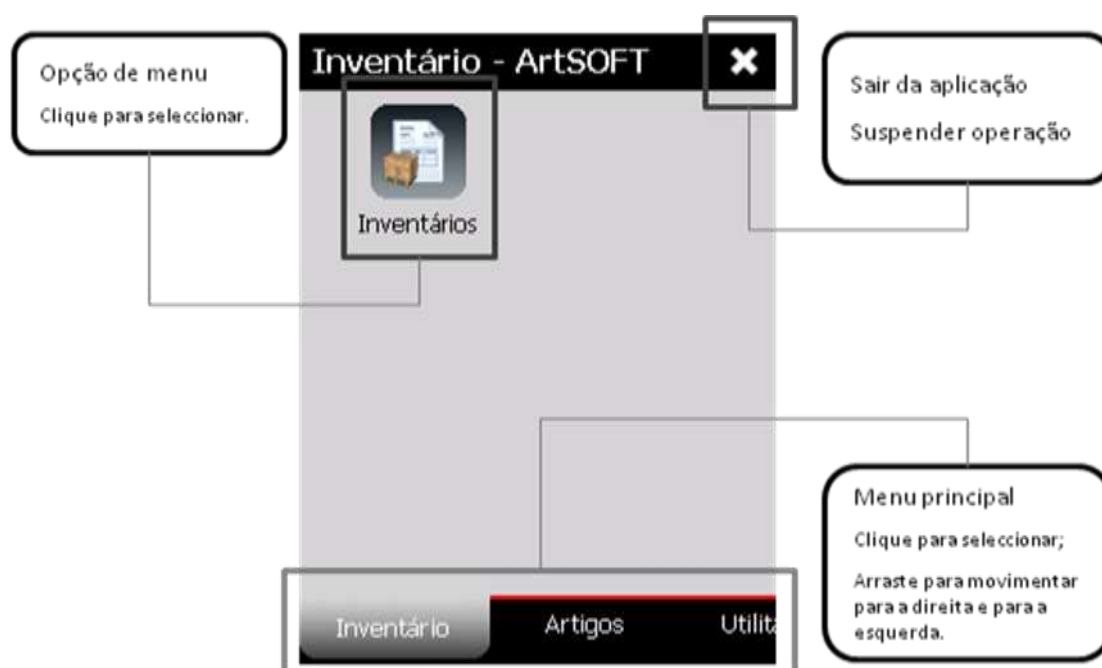 Opção de menu
Clique para seleccionar.
Inventário - ArtSOFT
Sair da aplicação
Suspender operação
Inventários
Menu principal
Clique para seleccionar;
Arraste para movimentar
para a direita e para a
esquerda.
Inventário
Artigos
Utilita